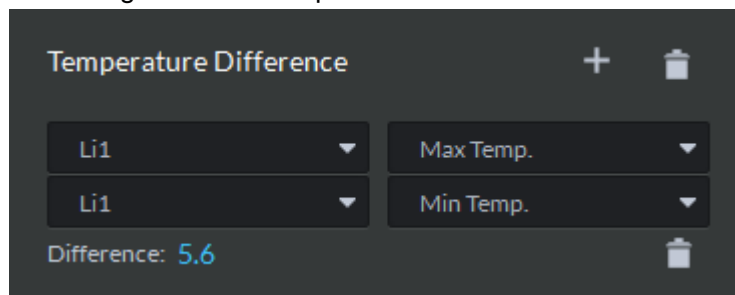 Temperature Difference
Li1 Max Temp.
Li1 Min Temp.
Difference: 5.6